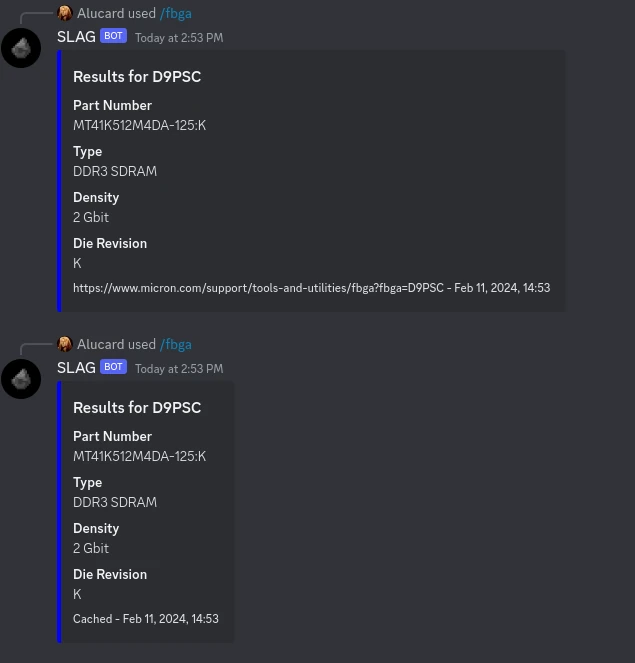 Alucard used /fbga
SLAG BOT Today at 2:53 PM
Results for D9PSC
Part Number
MT41K512M4DA-125:K
Type
DDR3 SDRAM
Density
2 Gbit
Die Revision
K
https://www.micron.com/support/tools-and-utilities/fbga?fbga=D9PSC - Feb 11, 2024, 14:53
Alucard used /fbga
SLAG BOT Today at 2:53 PM
Results for D9PSC
Part Number
MT41K512M4DA-125:K
Type
DDR3 SDRAM
Density
2 Gbit
Die Revision
K
Cached - Feb 11, 2024, 14:53